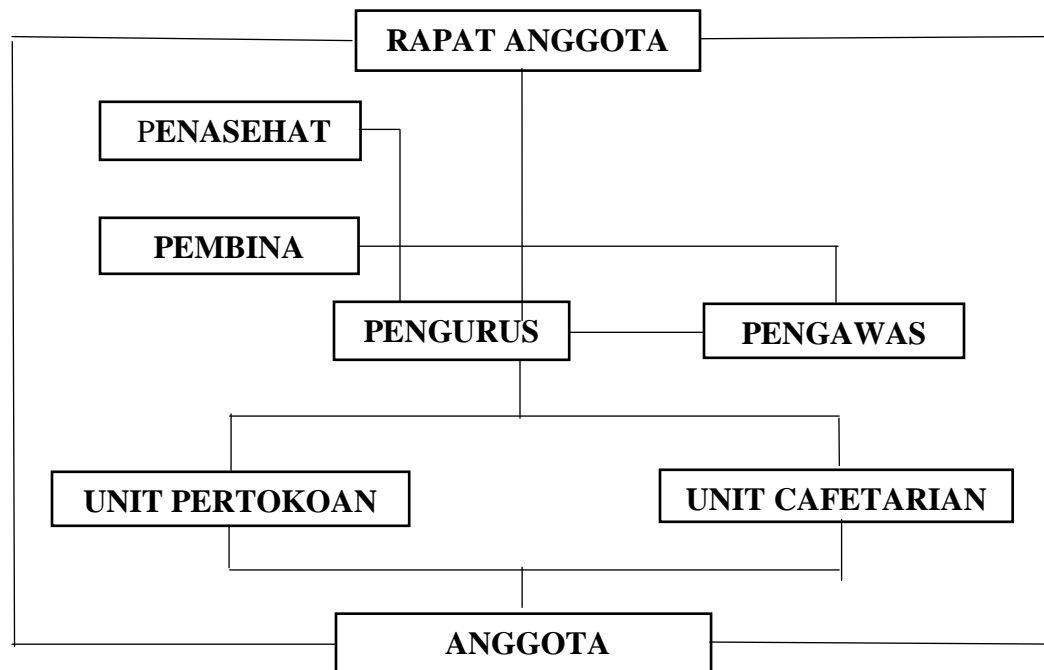 RAPAT ANGGOTA
PENASEHAT
PEMBINA
PENGURUS
PENGAWAS
UNIT PERTOKOAN
UNIT CAFETARIAN
ANGGOTA